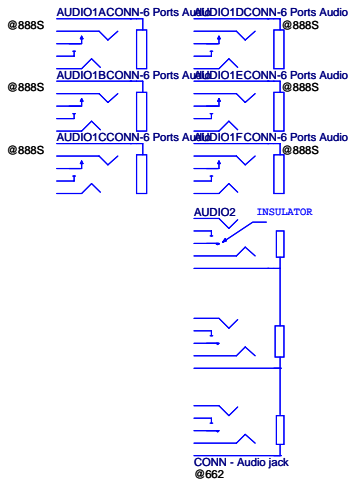 AUDIO1ACONN-6 Ports Audio
AUDIO1DCONN-6 Ports Audio
@888S
@888S
AUDIO1BCONN-6 Ports Audio
AUDIO1ECONN-6 Ports Audio
@888S
@888S
AUDIO1CCONN-6 Ports Audio
AUDIO1FCONN-6 Ports Audio
@888S
@888S
AUDIO2
INSULATOR
CONN - Audio jack
@662